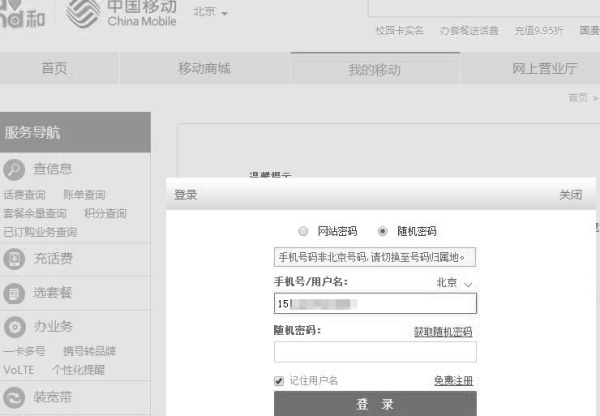 and和
中国移动
China Mobile
北京
校园卡实名 办套餐送话费 充值9.95折 国漫
首页 移动商城 我的移动 网上营业厅
首页 >
服务导航
查信息
话费查询 账单查询
套餐余量查询 积分查询
已订购业务查询
充话费
选套餐
办业务
一卡多号 携号转品牌
VoLTE 个性化提醒
装宽带
温馨提示
登录 关闭
网站密码 随机密码
手机号码非北京号码,请切换至号码归属地。
手机号/用户名: 北京
15
随机密码: 获取随机密码
记住用户名 免费注册
登 录